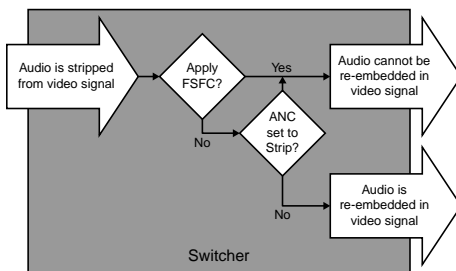 Audio is stripped
from video signal
Apply
FSFC?
Yes
Audio cannot be
re-embedded in
video signal
No
ANC
set to
Strip?
No
Audio is
re-embedded in
video signal
Switcher